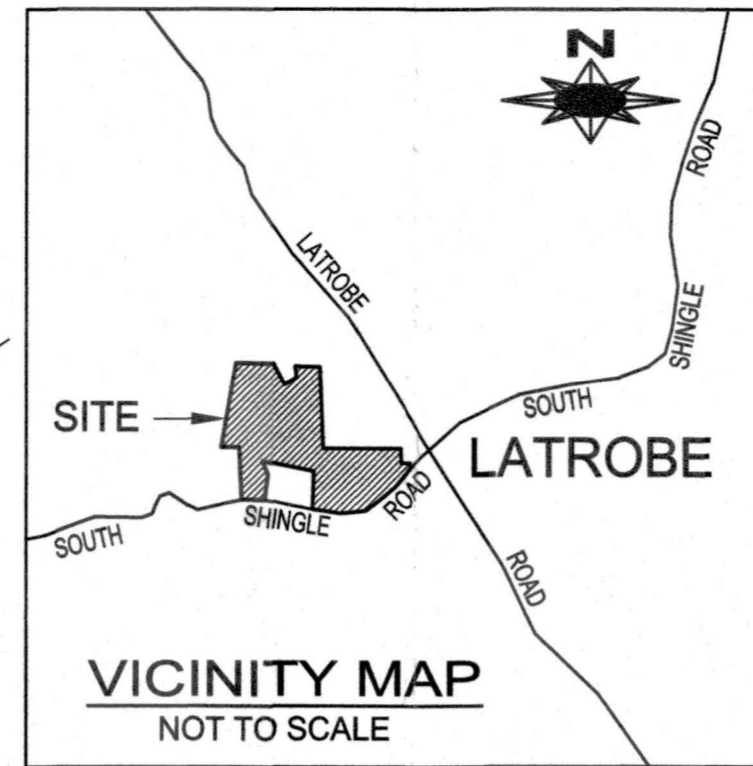 N
ROAD
LATROBE
SHINGLE
SITE
SOUTH
LATROBE
ROAD
SHINGLE
SOUTH
ROAD
VICINITY MAP
NOT TO SCALE